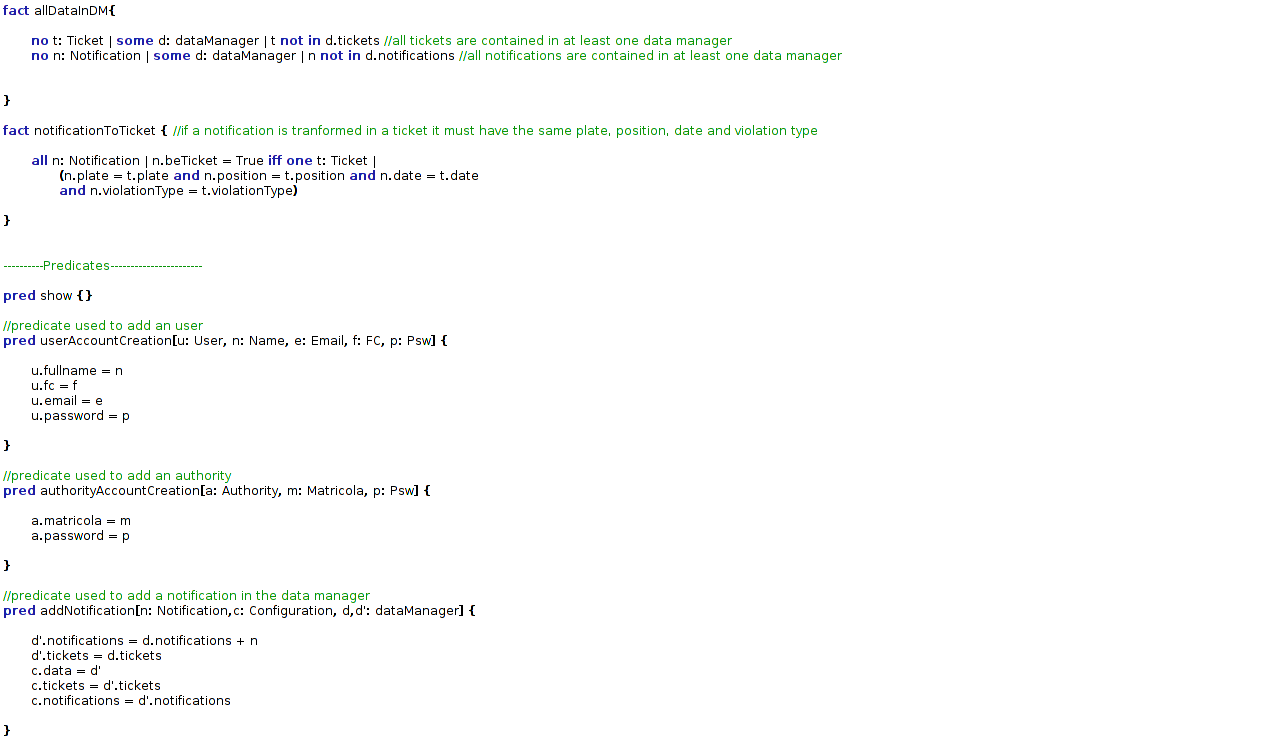 fact allDataInDM{
no t: Ticket | some d: dataManager | t not in d.tickets //all tickets are contained in at least one data manager
no n: Notification | some d: dataManager | n not in d.notifications //all notifications are contained in at least one data manager
}
fact notificationToTicket { //if a notification is tranformed in a ticket it must have the same plate, position, date and violation type
all n: Notification | n.beTicket = True iff one t: Ticket |
(n.plate = t.plate and n.position = t.position and n.date = t.date
and n.violationType = t.violationType)
}
----------Predicates-----------------------
pred show {}
//predicate used to add an user
pred userAccountCreation[u: User, n: Name, e: Email, f: FC, p: Psw] {
u.fullname = n
u.fc = f
u.email = e
u.password = p
}
//predicate used to add an authority
pred authorityAccountCreation[a: Authority, m: Matricola, p: Psw] {
a.matricola = m
a.password = p
}
//predicate used to add a notification in the data manager
pred addNotification[n: Notification,c: Configuration, d,d': dataManager] {
d'.notifications = d.notifications + n
d'.tickets = d.tickets
c.data = d'
c.tickets = d'.tickets
c.notifications = d'.notifications
}